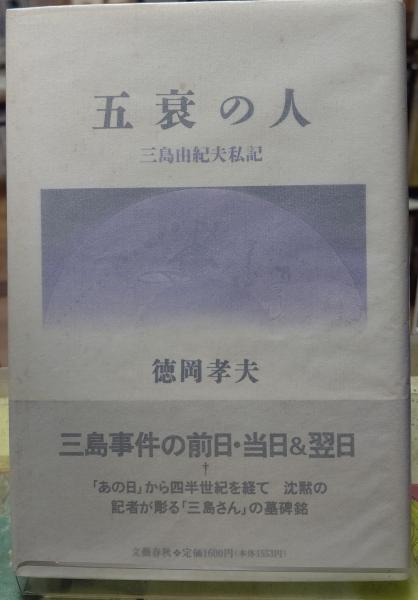 五衰の人
三島由紀夫私記
徳岡孝夫
三島事件の前日・当日&翌日
†
「あの日」から四半世紀を経て 沈黙の
記者が彫る「三島さん」の墓碑銘
文藝春秋❖定価1600円(本体1553円)